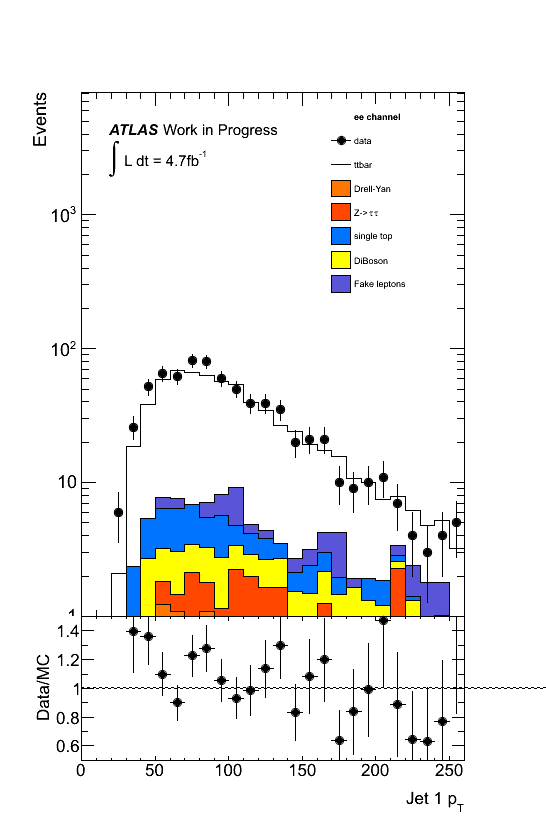 Events
ATLAS Work in Progress
∫ L dt = 4.7fb⁻¹
ee channel
data
ttbar
Drell-Yan
Z->ττ
single top
DiBoson
Fake leptons
10³
10²
10
1
Data/MC
1.4
1.2
1
0.8
0.6
0 50 100 150 200 250
Jet 1 p_T